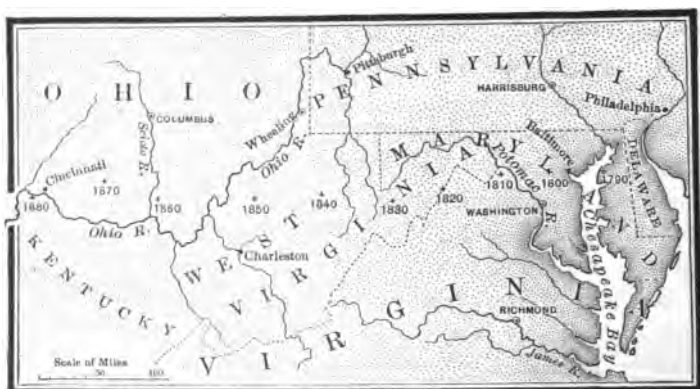 OHIO
PENNSYLVANIA
Pittsburgh
HARRISBURG
Philadelphia
COLUMBUS
Wheeling
Scioto R.
Ohio R.
MARYLAND
Baltimore
DELAWARE
Potomac R.
Cincinnati
1870
1880
1860
1850
1840
1830
1820
1810
1800
1790
WASHINGTON
Ohio R.
WEST VIRGINIA
Charleston
KENTUCKY
Chesapeake Bay
VIRGINIA
RICHMOND
James R.
Scale of Miles
50 100